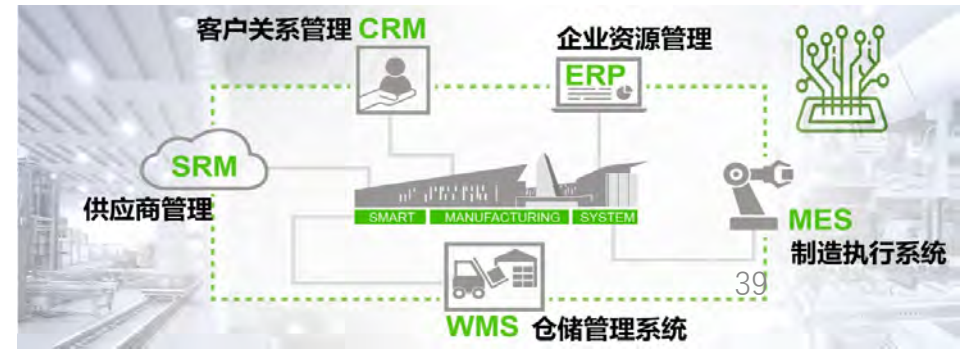 客户关系管理 CRM
企业资源管理
ERP
SRM
供应商管理
SMART MANUFACTURING SYSTEM
MES
制造执行系统
39
WMS 仓储管理系统